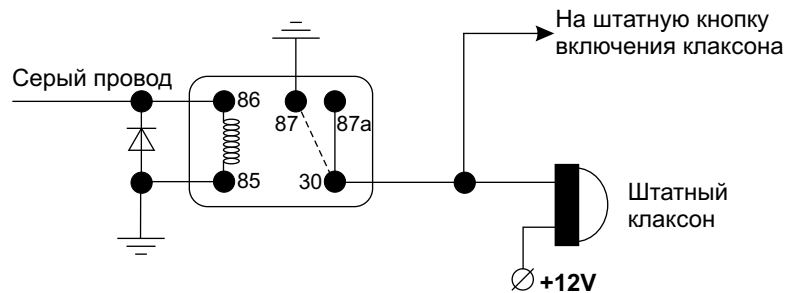 На штатную кнопку
включения клаксона
Серый провод
86
87
87a
85
30
Штатный
клаксон
+12V